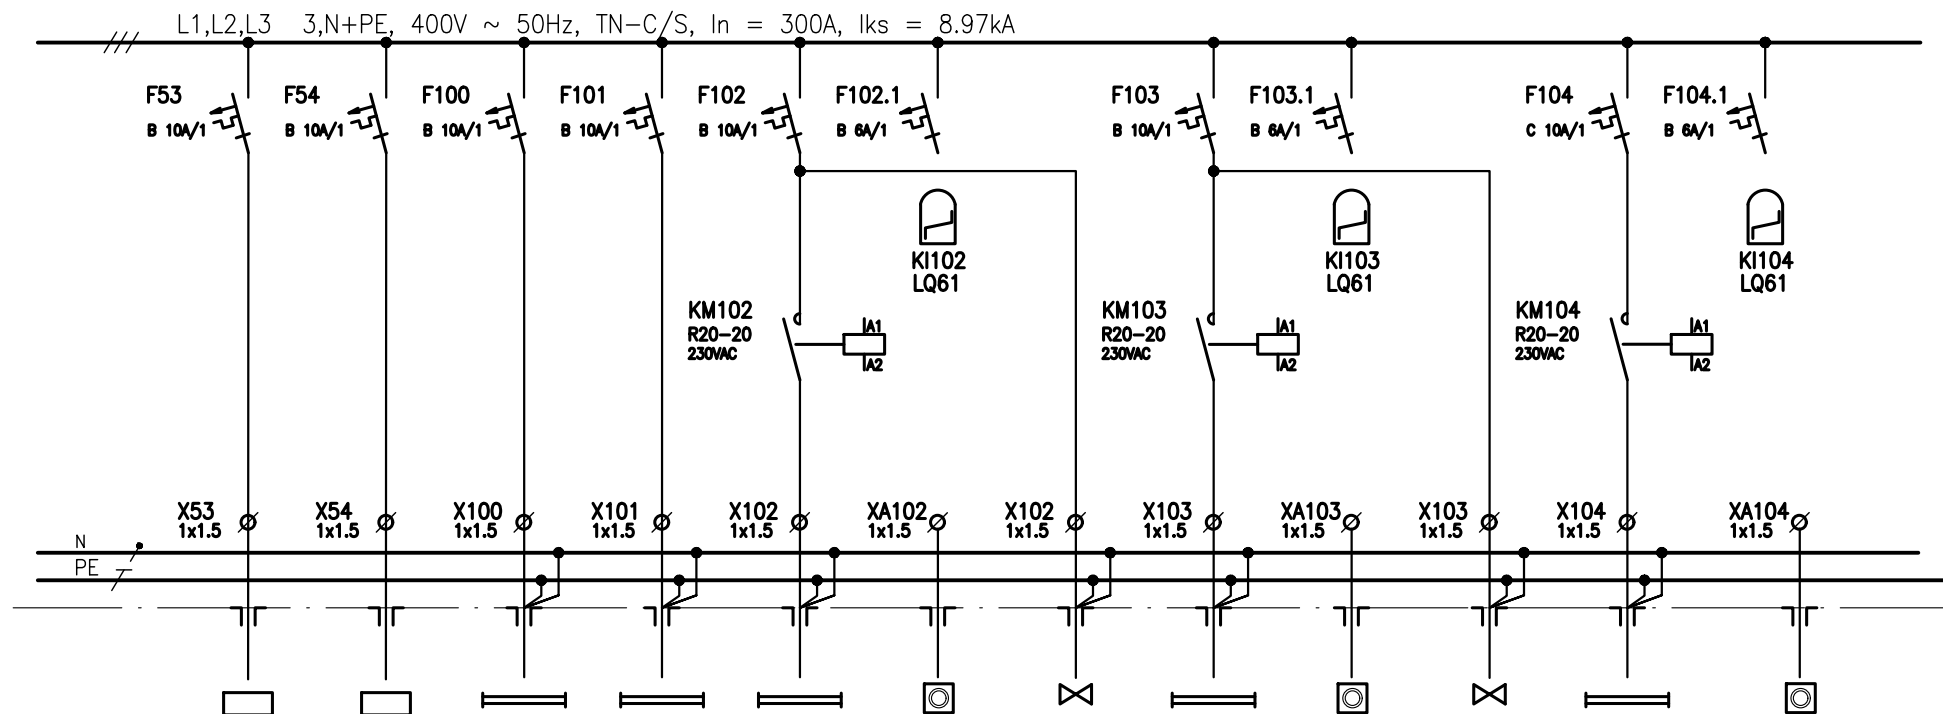 L1,L2,L3 3,N+PE, 400V ~ 50Hz, TN-C/S, In = 300A, Iks = 8.97kA
F53 F54 F100 F101 F102 F102.1 F103 F103.1 F104 F104.1
B 10A/1 B 10A/1 B 10A/1 B 10A/1 B 10A/1 B 6A/1 B 10A/1 B 6A/1 C 10A/1 B 6A/1
KI102 KI103 KI104
LQ61 LQ61 LQ61
KM102 KM103 KM104
R20-20 A1 R20-20 A1 R20-20 A1
230VAC A2 230VAC A2 230VAC A2
X53 X54 X100 X101 X102 XA102 X102 X103 XA103 X103 X104 XA104
1x1.5 1x1.5 1x1.5 1x1.5 1x1.5 1x1.5 1x1.5 1x1.5 1x1.5 1x1.5 1x1.5 1x1.5
N
PE